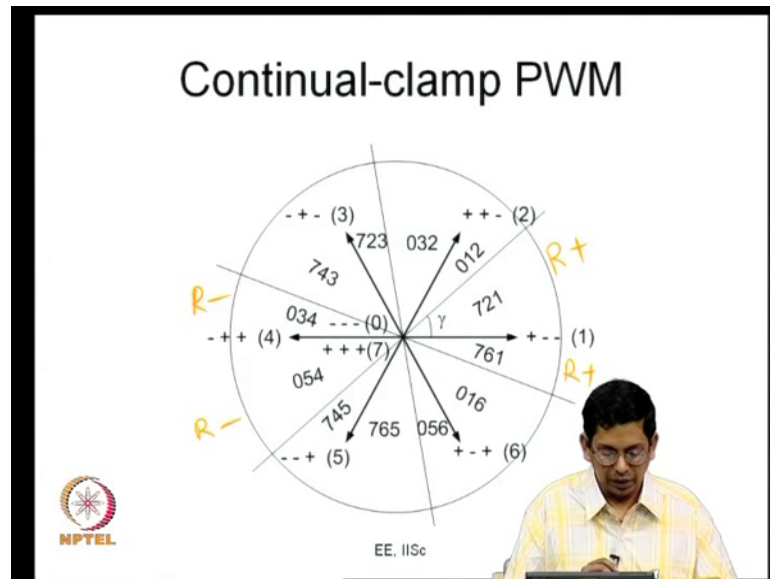 Continual-clamp PWM
- + - (3)
+ + - (2)
723
032
012
R+
743
721
R-
034
- - - (0)
γ
- + + (4)
+ - - (1)
+ + +(7)
761
R+
054
016
R-
745
765
056
- - + (5)
+ - + (6)
NPTEL
EE, IISc